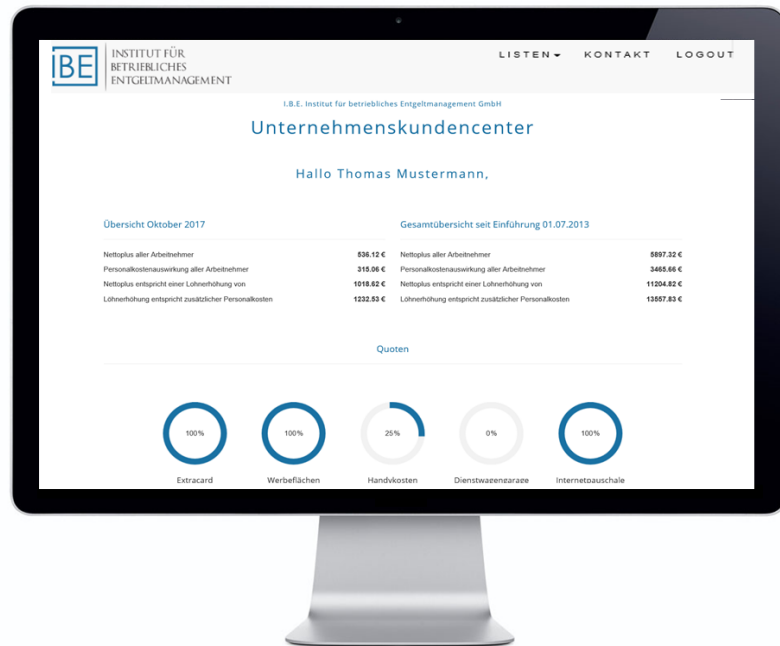 IBE
INSTITUT FÜR
BETRIEBLICHES
ENTGELTMANAGEMENT
LISTEN KONTAKT LOGOUT
I.B.E. Institut für betriebliches Entgeltmanagement GmbH
Unternehmenskundencenter
Hallo Thomas Mustermann,
Übersicht Oktober 2017
Nettoplus aller Arbeitnehmer 536.12 €
Personalkostenauswirkung aller Arbeitnehmer 315.06 €
Nettoplus entspricht einer Lohnerhöhung von 1018.62 €
Löhnerhöhung entspricht zusätzlicher Personalkosten 1232.53 €
Gesamtübersicht seit Einführung 01.07.2013
Nettoplus aller Arbeitnehmer 5897.32 €
Personalkostenauswirkung aller Arbeitnehmer 3465.66 €
Nettoplus entspricht einer Lohnerhöhung von 11204.82 €
Löhnerhöhung entspricht zusätzlicher Personalkosten 13557.83 €
Quoten
100% 100% 25% 0% 100%
Extracard Werbeflächen Handykosten Dienstwagengarage Internetpauschale